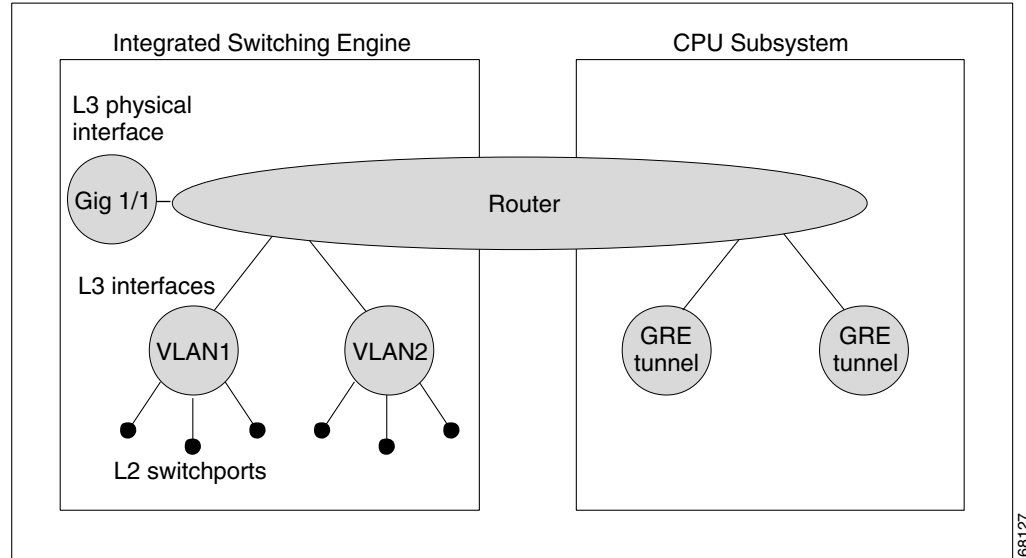 Integrated Switching Engine
CPU Subsystem
L3 physical
interface
Gig 1/1
Router
L3 interfaces
VLAN1
VLAN2
GRE
tunnel
GRE
tunnel
L2 switchports
68127